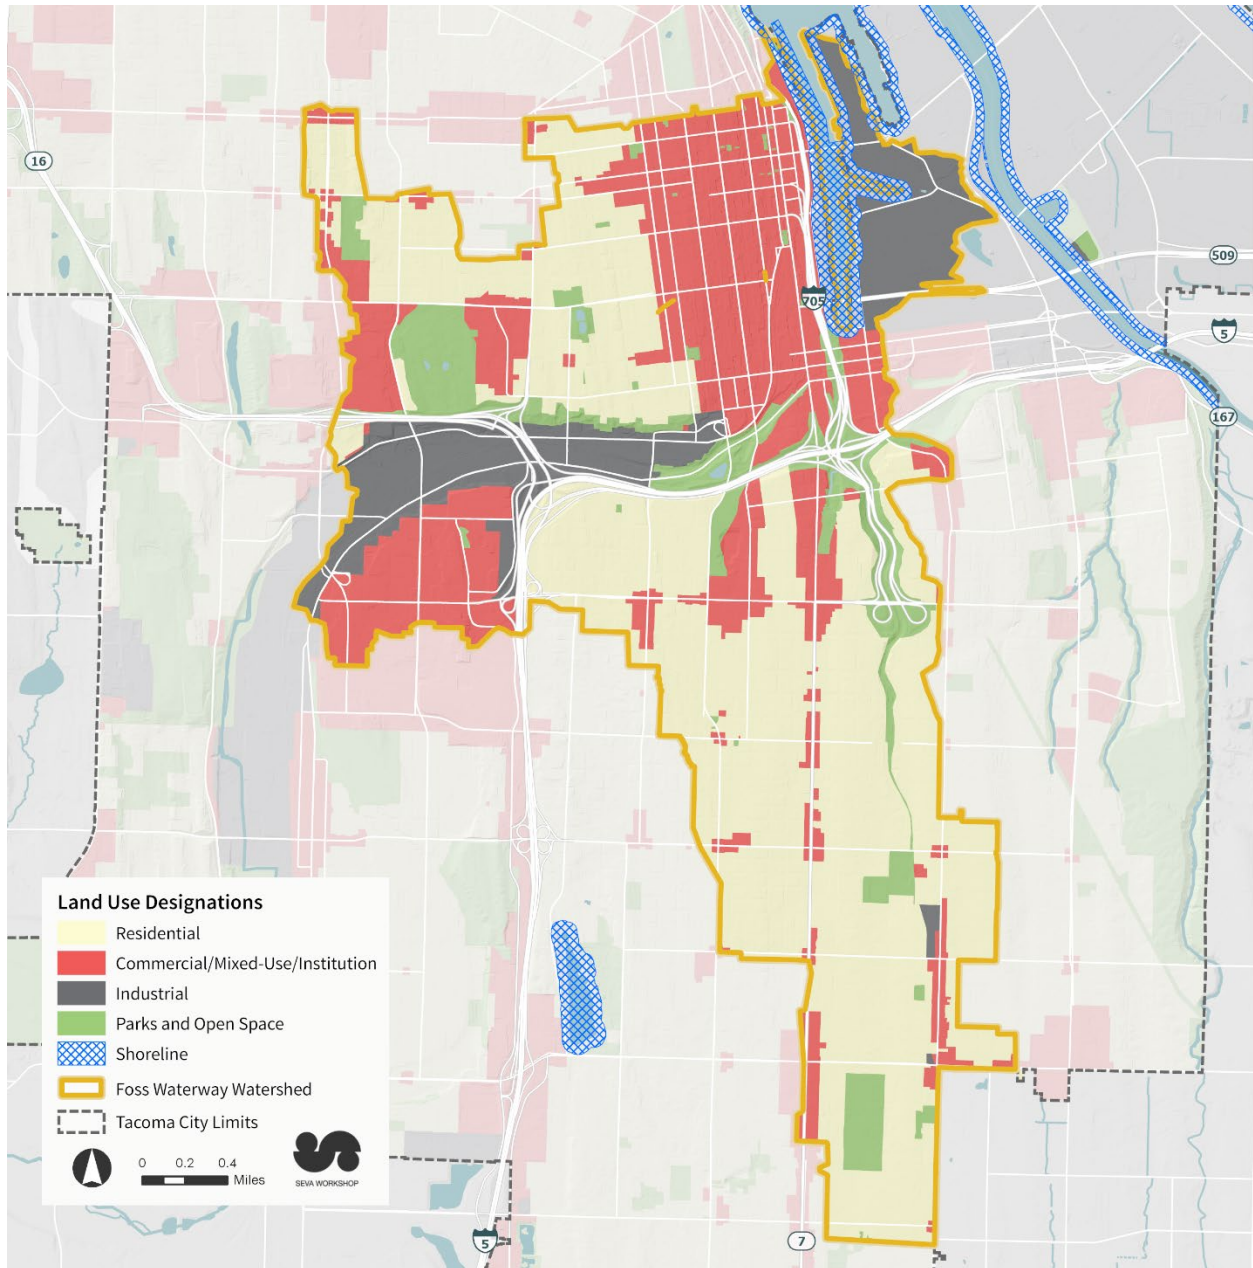 16
509
705
5
167
Land Use Designations
Residential
Commercial/Mixed-Use/Institution
Industrial
Parks and Open Space
Shoreline
Foss Waterway Watershed
Tacoma City Limits
0 0.2 0.4
Miles
SEVA WORKSHOP
5
7